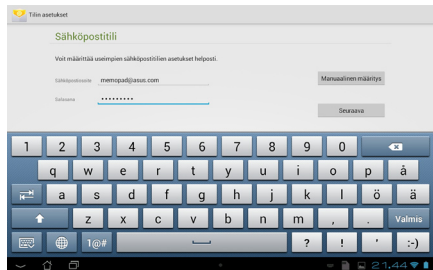 Tilin asetukset
Sähköpostitili
Voit määrittää useimpien sähköpostitilien asetukset helposti.
Sähköpostiosoite memopad@asus.com Manuaalinen määritys
Salasana •••••••••
Seuraava
1 2 3 4 5 6 7 8 9 0
q w e r t y u i o p å
a s d f g h j k l ö ä
z x c v b n m , . Valmis
1@# ? ! ' :-)
21.44